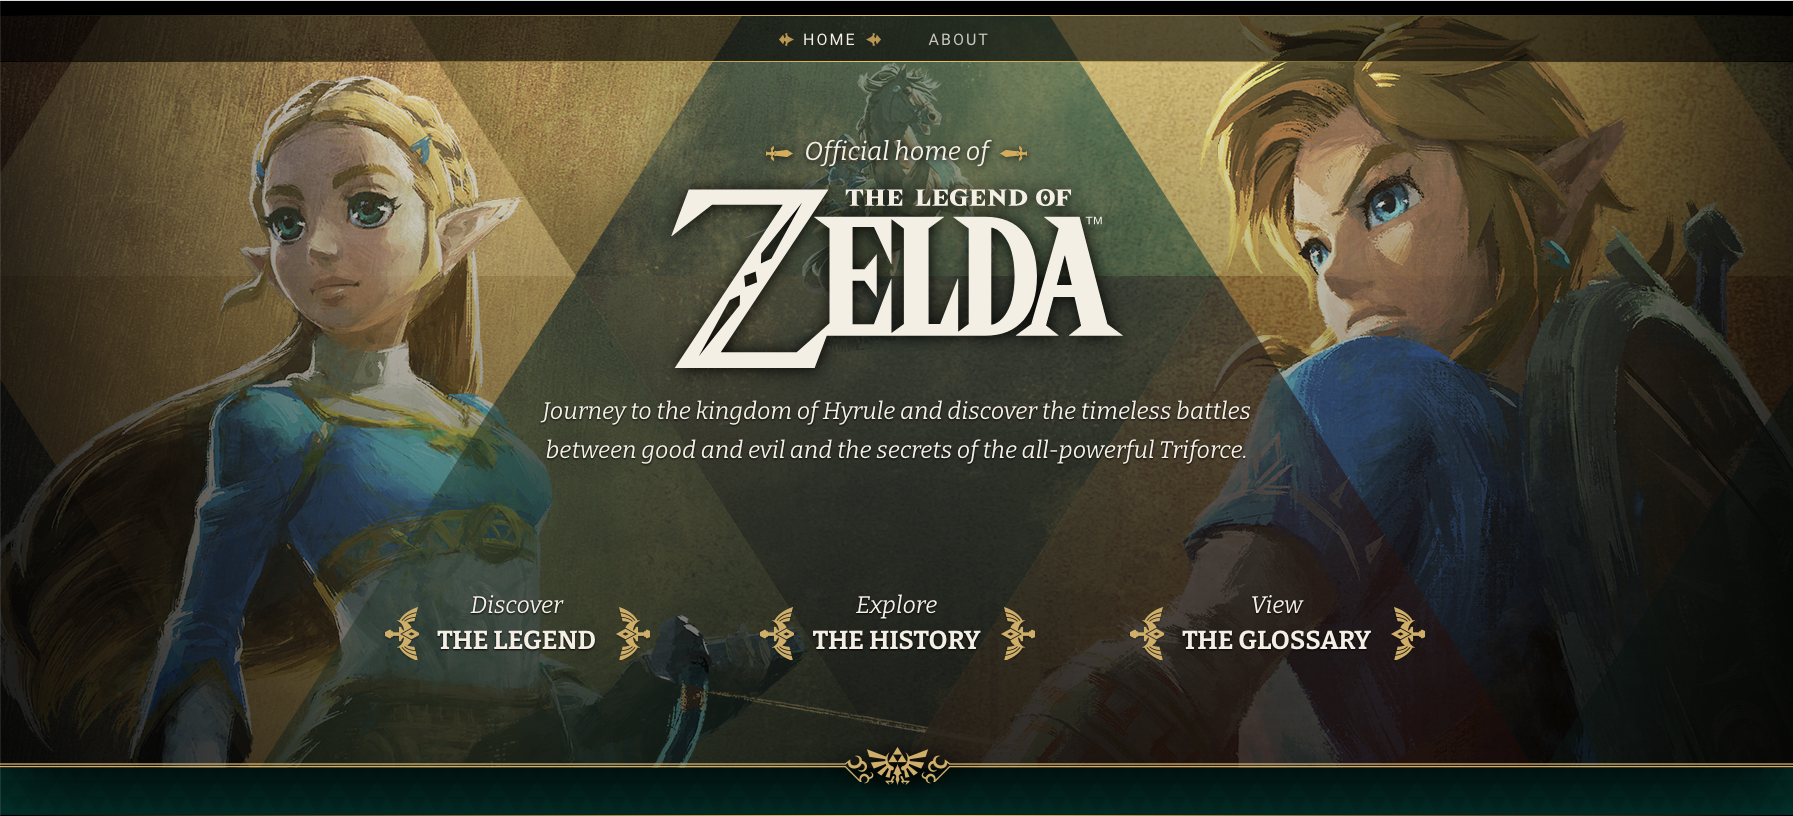 HOME ABOUT
Official home of
THE LEGEND OF
ZELDA™
Journey to the kingdom of Hyrule and discover the timeless battles
between good and evil and the secrets of the all-powerful Triforce.
Discover
THE LEGEND
Explore
THE HISTORY
View
THE GLOSSARY